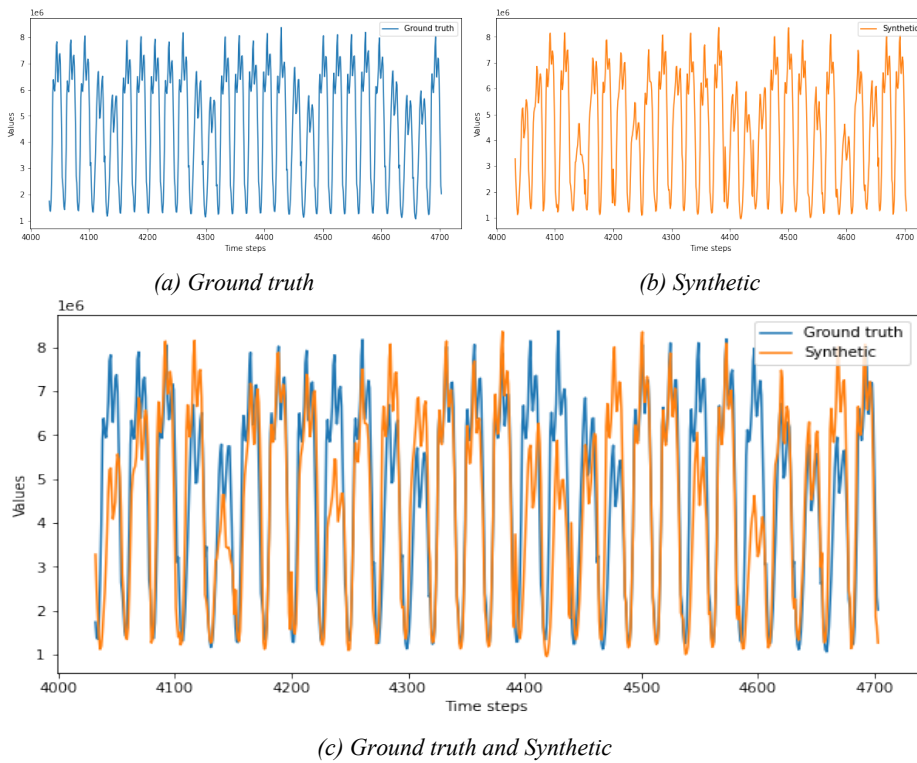 1e6
Ground truth
8
7
6
5
4
3
2
1
Values
4000 4100 4200 4300 4400 4500 4600 4700
Time steps
(a) Ground truth
1e6
Synthetic
8
7
6
5
4
3
2
1
Values
4000 4100 4200 4300 4400 4500 4600 4700
Time steps
(b) Synthetic
1e6
Ground truth
Synthetic
8
7
6
5
4
3
2
1
Values
4000 4100 4200 4300 4400 4500 4600 4700
Time steps
(c) Ground truth and Synthetic